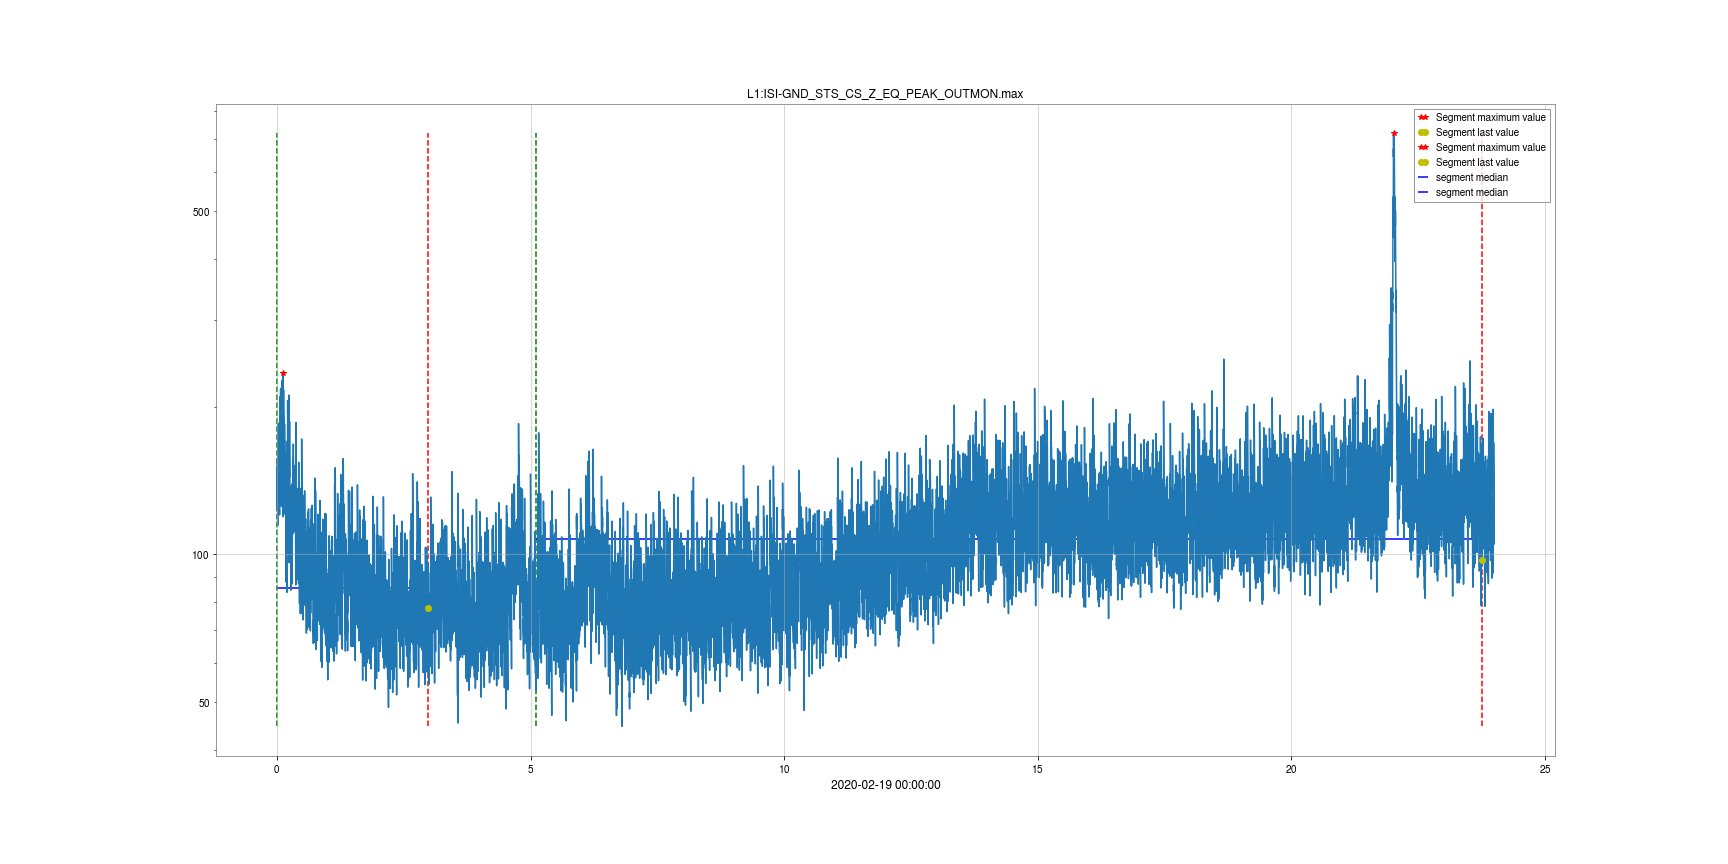 L1:ISI-GND_STS_CS_Z_EQ_PEAK_OUTMON.max
Segment maximum value
Segment last value
Segment maximum value
Segment last value
segment median
segment median
500
100
50
0 5 10 15 20 25
2020-02-19 00:00:00